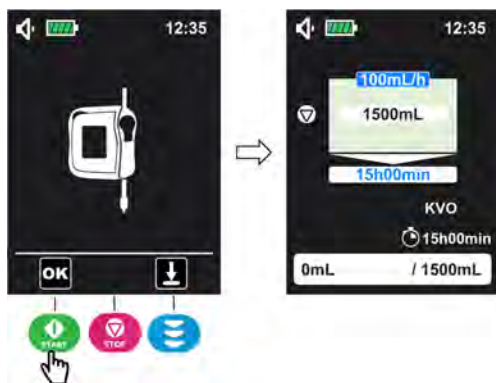 12:35
OK
START
STOP
12:35
100mL/h
1500mL
15h00min
KVO
15h00min
0mL / 1500mL